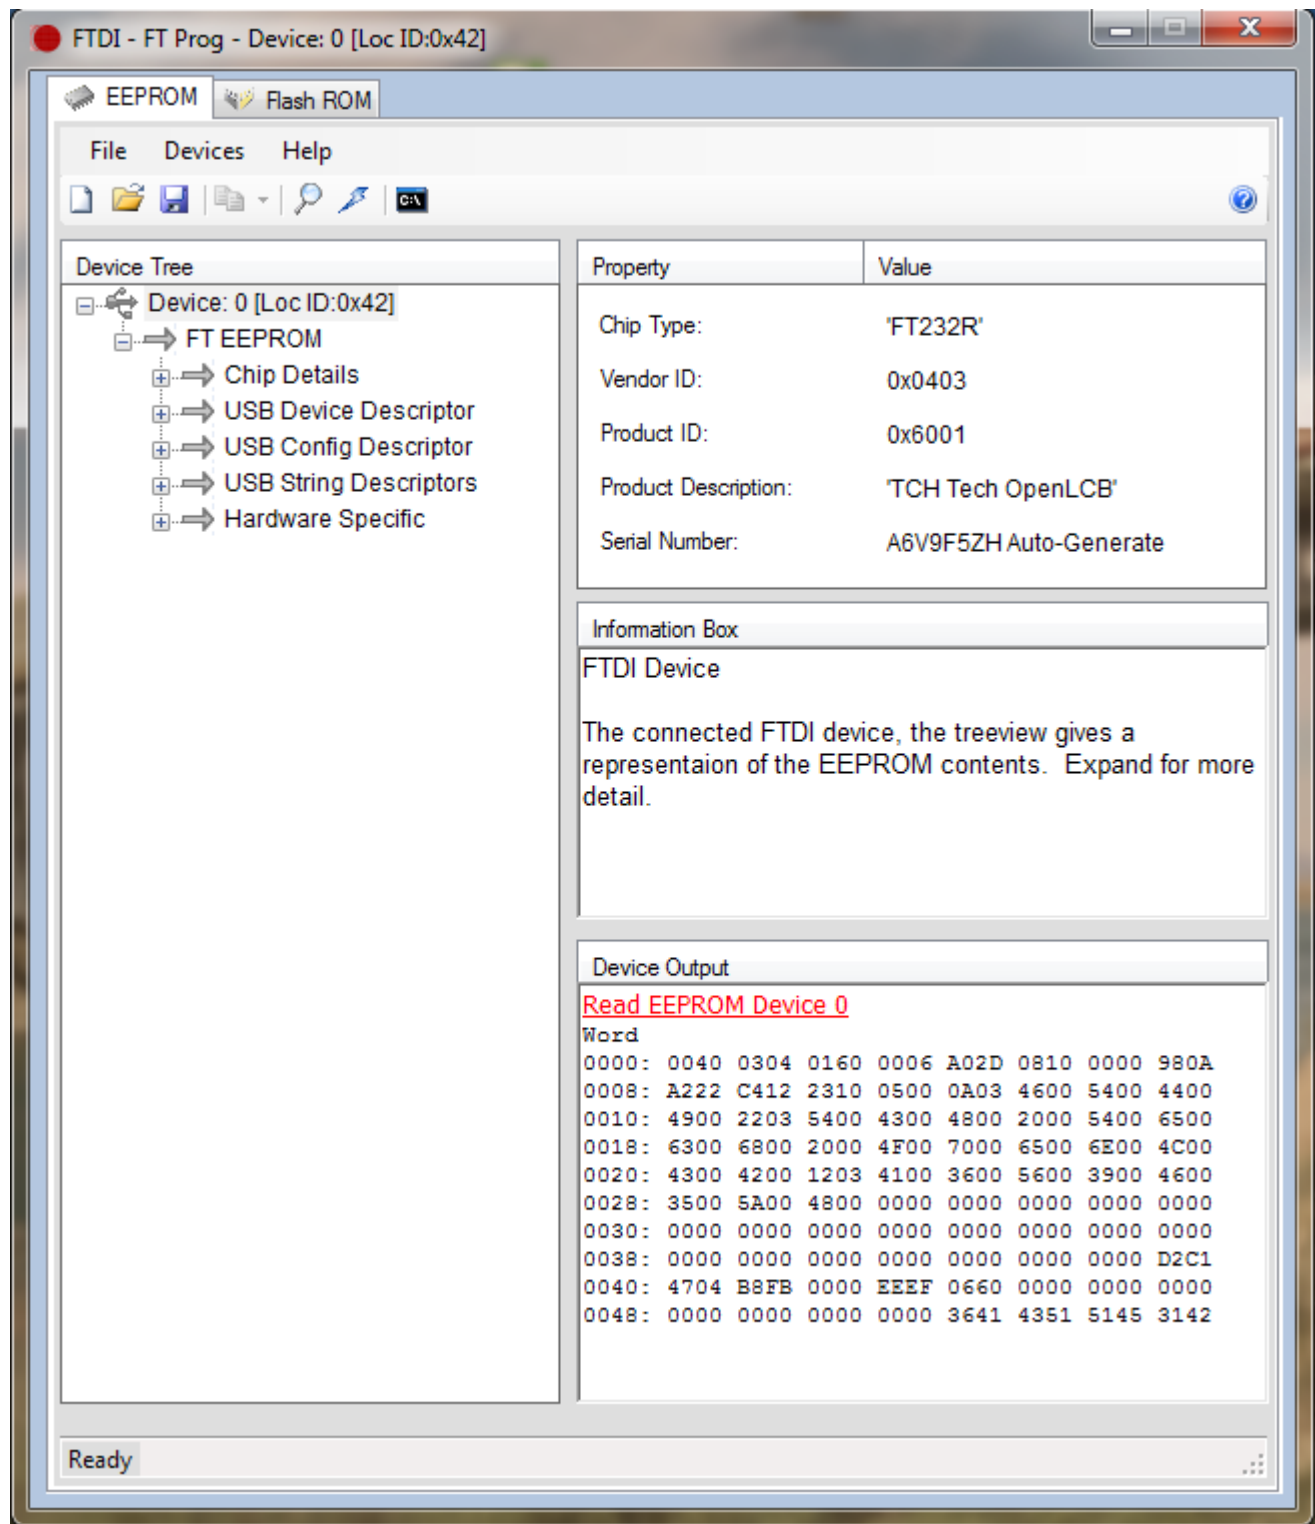 FTDI - FT Prog - Device: 0 [Loc ID:0x42]
EEPROM Flash ROM
File Devices Help
C:\
Device Tree
Device: 0 [Loc ID:0x42]
FT EEPROM
Chip Details
USB Device Descriptor
USB Config Descriptor
USB String Descriptors
Hardware Specific
Property Value
Chip Type: 'FT232R'
Vendor ID: 0x0403
Product ID: 0x6001
Product Description: 'TCH Tech OpenLCB'
Serial Number: A6V9F5ZH Auto-Generate
Information Box
FTDI Device
The connected FTDI device, the treeview gives a
representaion of the EEPROM contents. Expand for more
detail.
Device Output
Read EEPROM Device 0
Word
0000: 0040 0304 0160 0006 A02D 0810 0000 980A
0008: A222 C412 2310 0500 0A03 4600 5400 4400
0010: 4900 2203 5400 4300 4800 2000 5400 6500
0018: 6300 6800 2000 4F00 7000 6500 6E00 4C00
0020: 4300 4200 1203 4100 3600 5600 3900 4600
0028: 3500 5A00 4800 0000 0000 0000 0000 0000
0030: 0000 0000 0000 0000 0000 0000 0000 0000
0038: 0000 0000 0000 0000 0000 0000 0000 D2C1
0040: 4704 B8FB 0000 EEEF 0660 0000 0000 0000
0048: 0000 0000 0000 0000 3641 4351 5145 3142
Ready